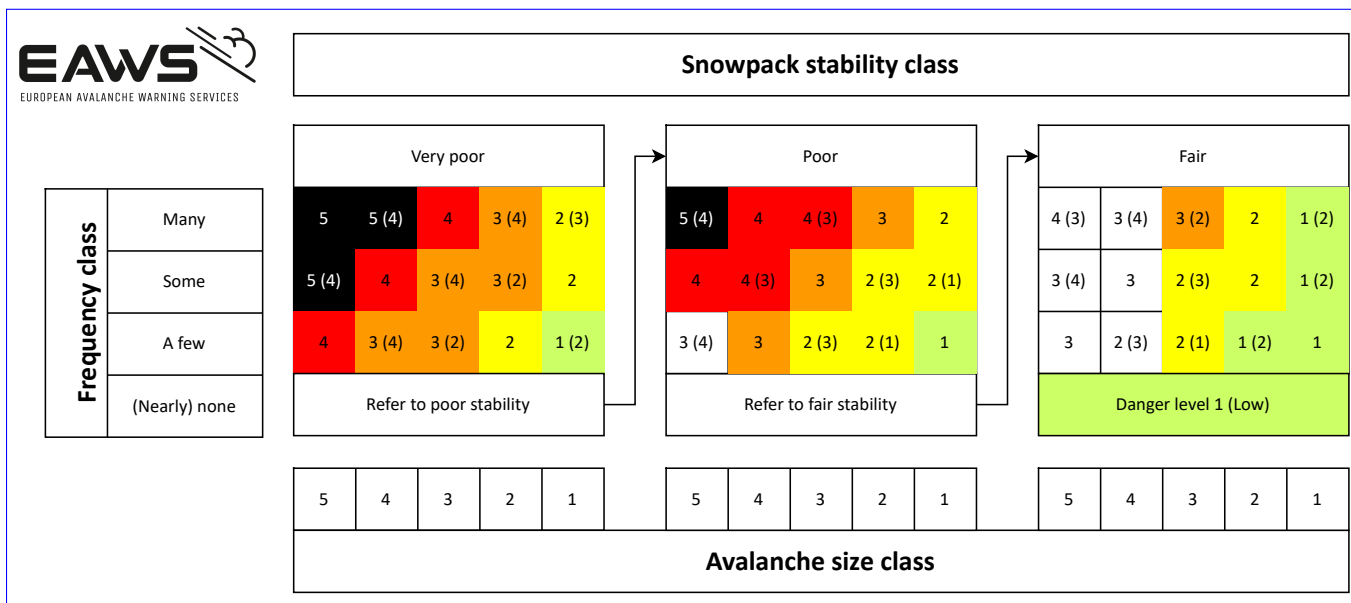 EAWS
EUROPEAN AVALANCHE WARNING SERVICES
Snowpack stability class
Very poor Poor Fair
Frequency class
Many 5 5 (4) 4 3 (4) 2 (3) 5 (4) 4 4 (3) 3 2 4 (3) 3 (4) 3 (2) 2 1 (2)
Some 5 (4) 4 3 (4) 3 (2) 2 4 4 (3) 3 2 (3) 2 (1) 3 (4) 3 2 (3) 2 1 (2)
A few 4 3 (4) 3 (2) 2 1 (2) 3 (4) 3 2 (3) 2 (1) 1 3 2 (3) 2 (1) 1 (2) 1
(Nearly) none Refer to poor stability Refer to fair stability Danger level 1 (Low)
5 4 3 2 1 5 4 3 2 1 5 4 3 2 1
Avalanche size class